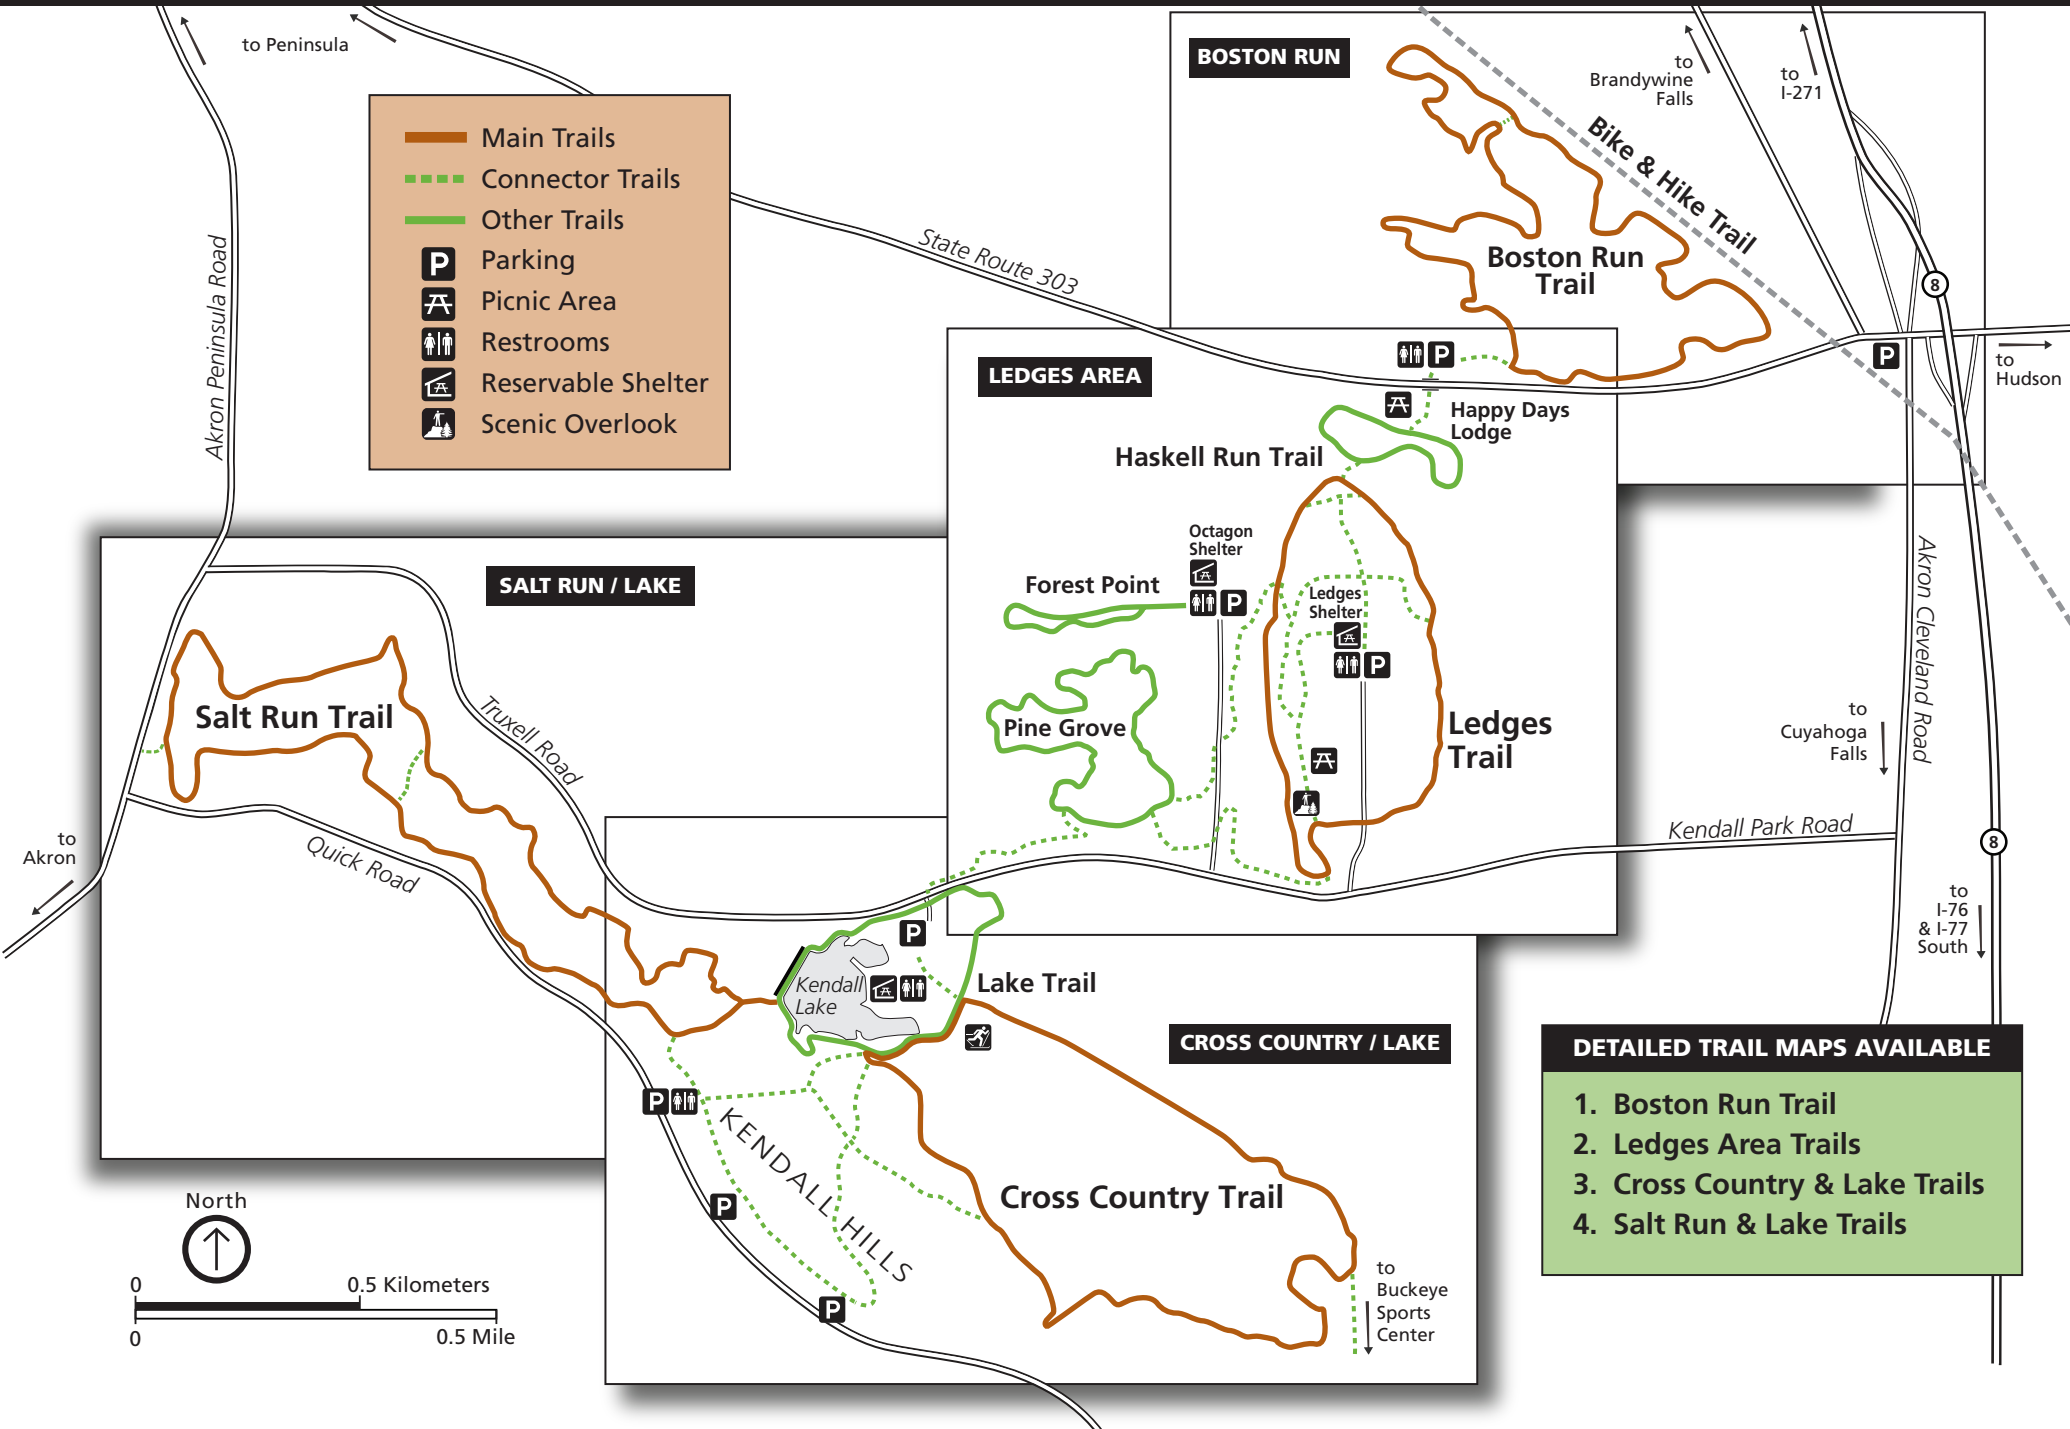 to Peninsula
BOSTON RUN
to
Brandywine
Falls
to
I-271
Bike & Hike Trail
Main Trails
Connector Trails
Other Trails
P Parking
Picnic Area
Restrooms
Reservable Shelter
Scenic Overlook
Akron Peninsula Road
State Route 303
Boston Run
Trail
8
LEDGES AREA
P
P
to
Hudson
Happy Days
Lodge
Haskell Run Trail
Octagon
Shelter
P
Forest Point
Ledges
Shelter
P
SALT RUN / LAKE
Salt Run Trail
Truxell Road
Pine Grove
Ledges
Trail
to
Cuyahoga
Falls
Akron Cleveland Road
Kendall Park Road
8
to
Akron
Quick Road
to
I-76
& I-77
South
P
Kendall
Lake
Lake Trail
CROSS COUNTRY / LAKE
P
KENDALL HILLS
P
P
Cross Country Trail
to
Buckeye
Sports
Center
DETAILED TRAIL MAPS AVAILABLE
1. Boston Run Trail
2. Ledges Area Trails
3. Cross Country & Lake Trails
4. Salt Run & Lake Trails
North
0 0.5 Kilometers
0 0.5 Mile